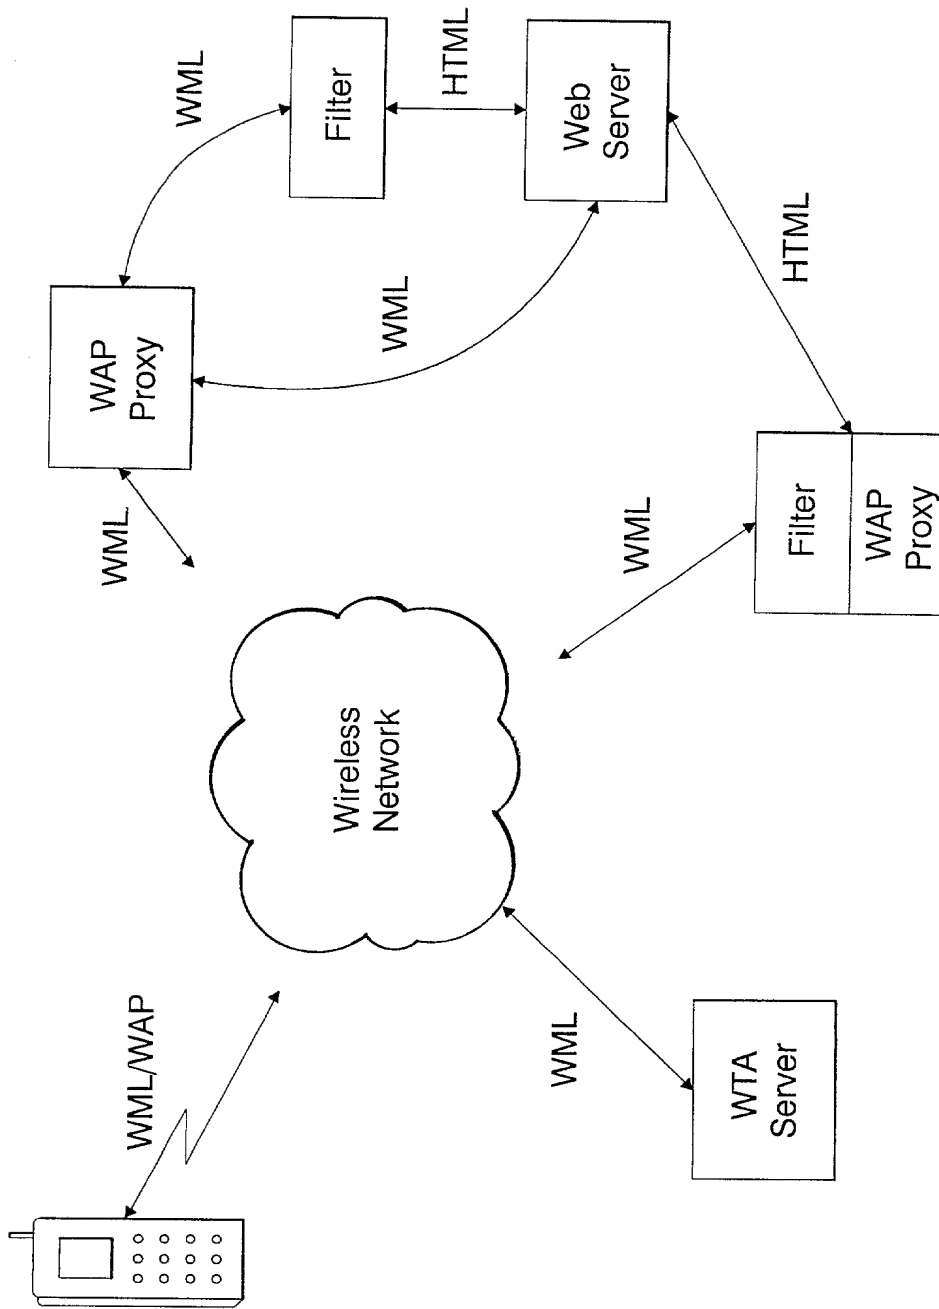 WML/WAP
Wireless
Network
WML
WTA
Server
WML
WAP
Proxy
WML
Filter
WML
HTML
Web
Server
WML
Filter
WAP
Proxy
HTML